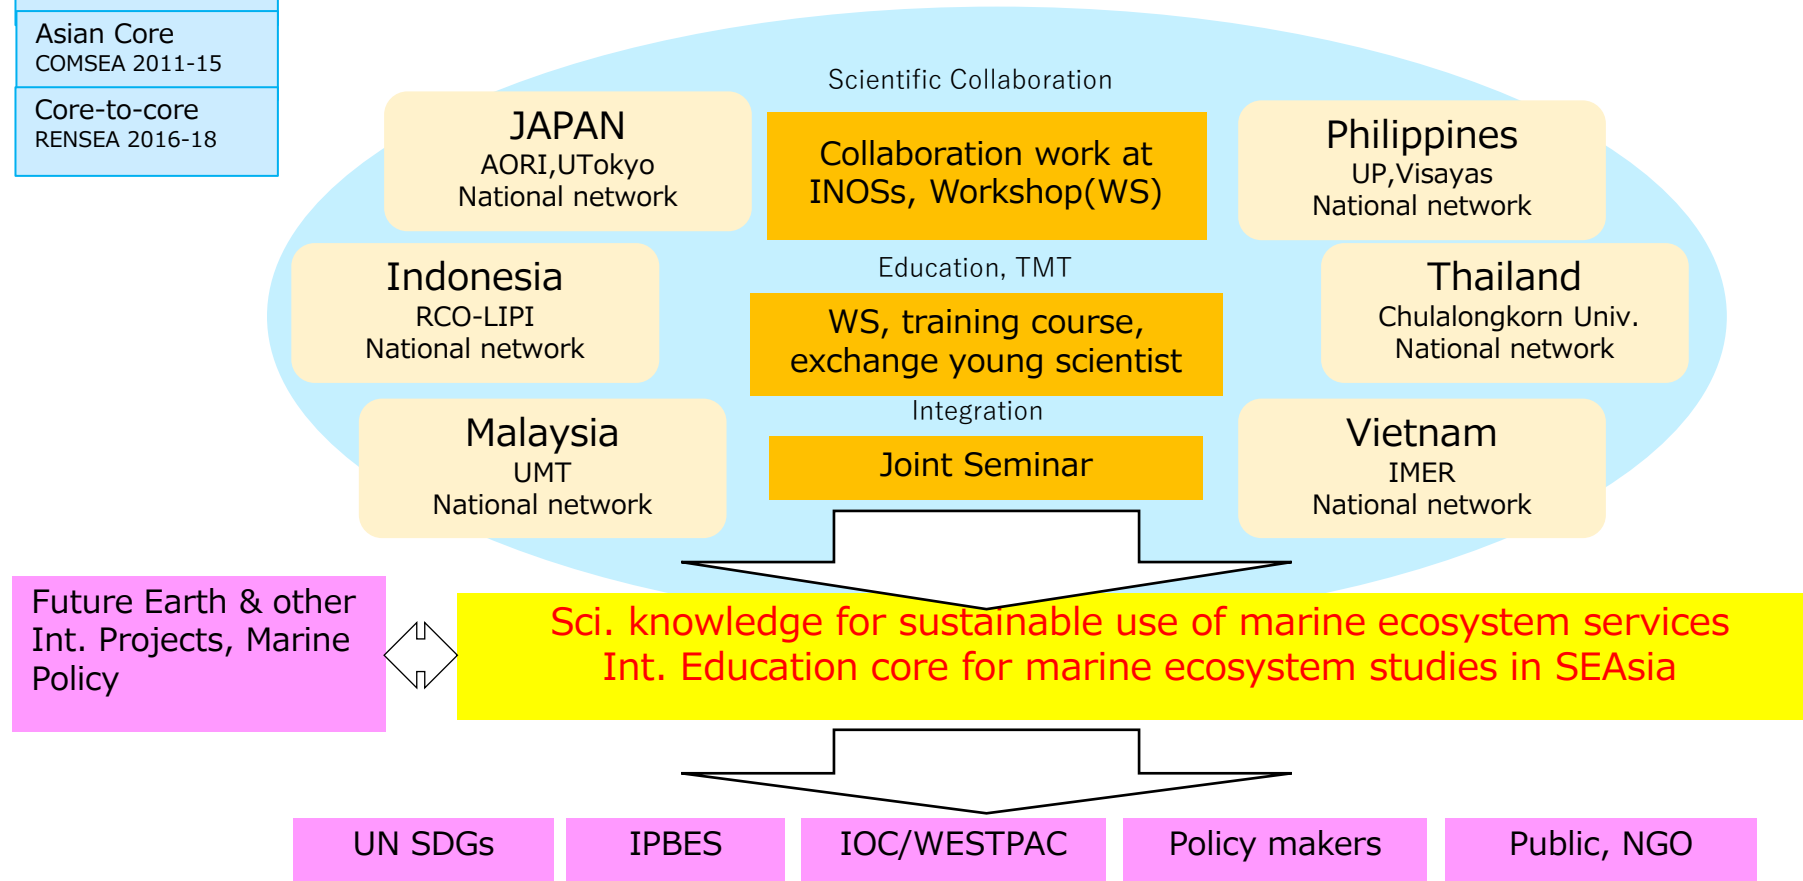 Asian Core
COMSEA 2011-15
Core-to-core
RENSEA 2016-18
Scientific Collaboration
JAPAN
AORI,UTokyo
National network
Collaboration work at
INOSs, Workshop(WS)
Philippines
UP,Visayas
National network
Indonesia
RCO-LIPI
National network
Education, TMT
WS, training course,
exchange young scientist
Thailand
Chulalongkorn Univ.
National network
Malaysia
UMT
National network
Integration
Joint Seminar
Vietnam
IMER
National network
Future Earth & other
Int. Projects, Marine
Policy
Sci. knowledge for sustainable use of marine ecosystem services
Int. Education core for marine ecosystem studies in SEAsia
UN SDGs
IPBES
IOC/WESTPAC
Policy makers
Public, NGO